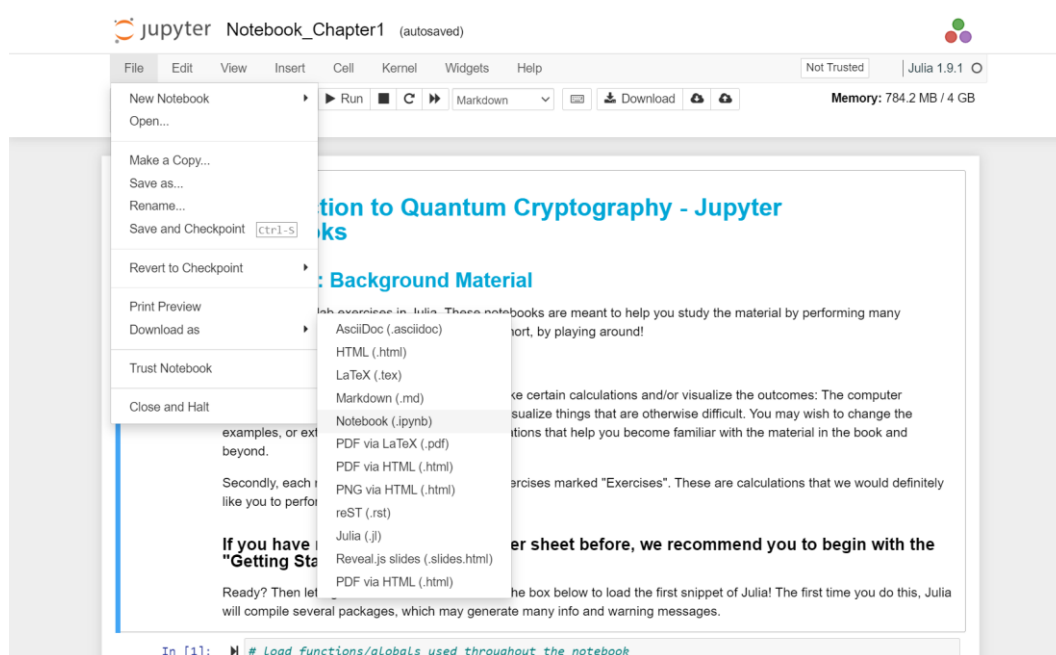 jupyter Notebook_Chapter1 (autosaved)
File Edit View Insert Cell Kernel Widgets Help Not Trusted Julia 1.9.1
Run Markdown Download Memory: 784.2 MB / 4 GB
New Notebook
Open...
Make a Copy...
Save as...
Rename...
Save and Checkpoint Ctrl-S
Revert to Checkpoint
Print Preview
Download as
Trust Notebook
Close and Halt
AsciiDoc (.asciidoc)
HTML (.html)
LaTeX (.tex)
Markdown (.md)
Notebook (.ipynb)
PDF via LaTeX (.pdf)
PDF via HTML (.html)
PNG via HTML (.html)
reST (.rst)
Julia (.jl)
Reveal.js slides (.slides.html)
PDF via HTML (.html)
tion to Quantum Cryptography - Jupyter
ks
: Background Material
lab exercises in Julia. These notebooks are meant to help you study the material by performing many
ort, by playing around!
ke certain calculations and/or visualize the outcomes: The computer
sualize things that are otherwise difficult. You may wish to change the
examples, or ext tions that help you become familiar with the material in the book and
beyond.
Secondly, each ercises marked "Exercises". These are calculations that we would definitely
like you to perfor
If you have er sheet before, we recommend you to begin with the
"Getting Sta
Ready? Then let he box below to load the first snippet of Julia! The first time you do this, Julia
will compile several packages, which may generate many info and warning messages.
In [1]: # Load functions/globals used throughout the notebook